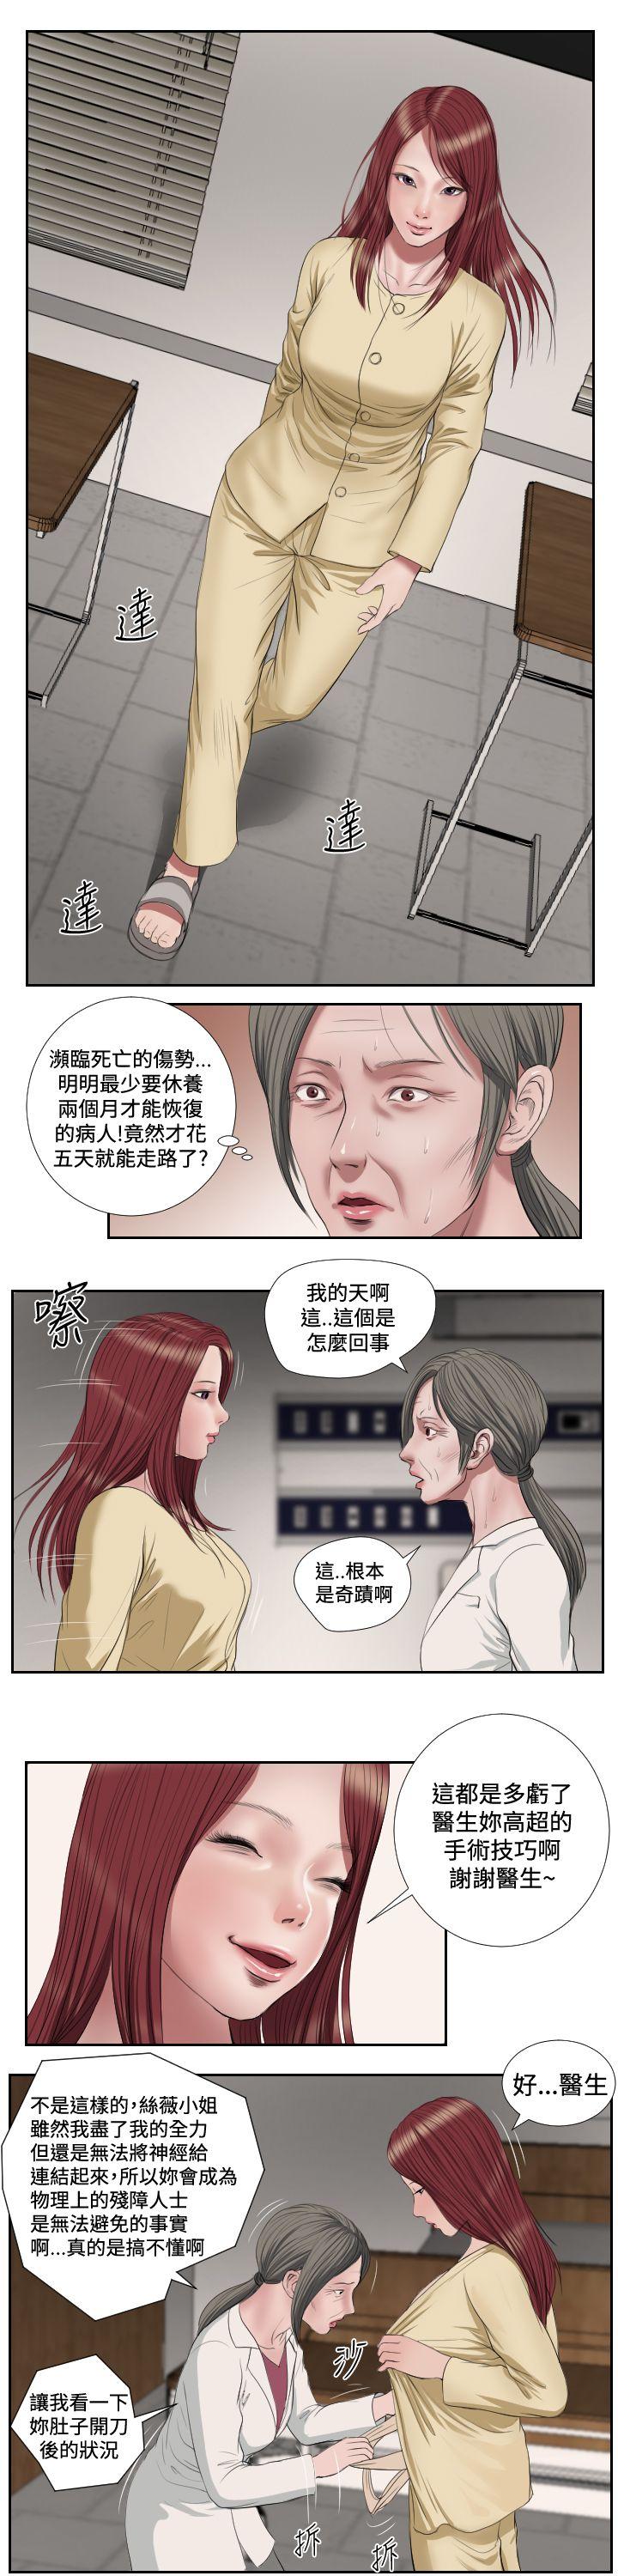 達
達
達
瀕臨死亡的傷勢...
明明最少要休養
兩個月才能恢復
的病人!竟然才花
五天就能走路了?
嚓
我的天啊
這..這個是
怎麼回事
這..根本
是奇蹟啊
這都是多虧了
醫生妳高超的
手術技巧啊
謝謝醫生~
好...醫生
不是這樣的,絲薇小姐
雖然我盡了我的全力
但還是無法將神經給
連結起來,所以妳會成為
物理上的殘障人士
是無法避免的事實
啊...真的是搞不懂啊
沙
讓我看一下
妳肚子開刀
後的狀況
拆
拆